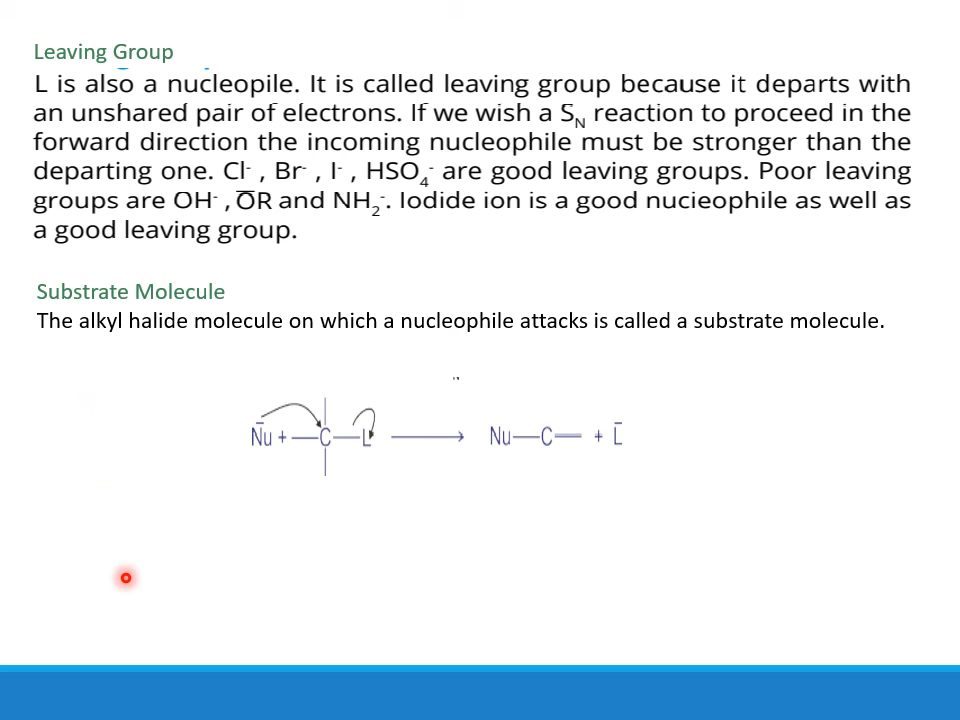 Leaving Group
L is also a nucleopile. It is called leaving group because it departs with
an unshared pair of electrons. If we wish a S_N reaction to proceed in the
forward direction the incoming nucleophile must be stronger than the
departing one. Cl⁻ , Br⁻ , I⁻ , HSO₄⁻ are good leaving groups. Poor leaving
groups are OH⁻ , O̅R and NH₂⁻. Iodide ion is a good nucieophile as well as
a good leaving group.
Substrate Molecule
The alkyl halide molecule on which a nucleophile attacks is called a substrate molecule.
N̅u + —C—L ⟶ Nu—C= + L̅